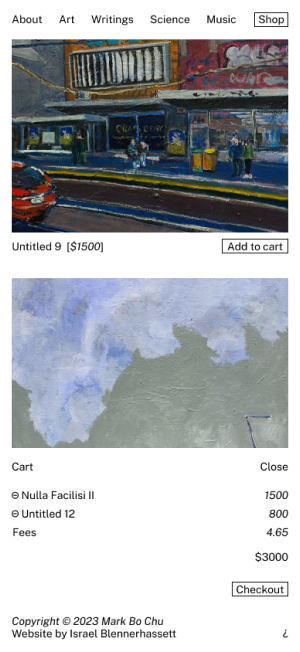 About Art Writings Science Music Shop
Untitled 9 [$1500] Add to cart
Cart Close
⊝ Nulla Facilisi II 1500
⊝ Untitled 12 800
Fees 4.65
$3000
Checkout
Copyright © 2023 Mark Bo Chu
Website by Israel Blennerhassett ¿